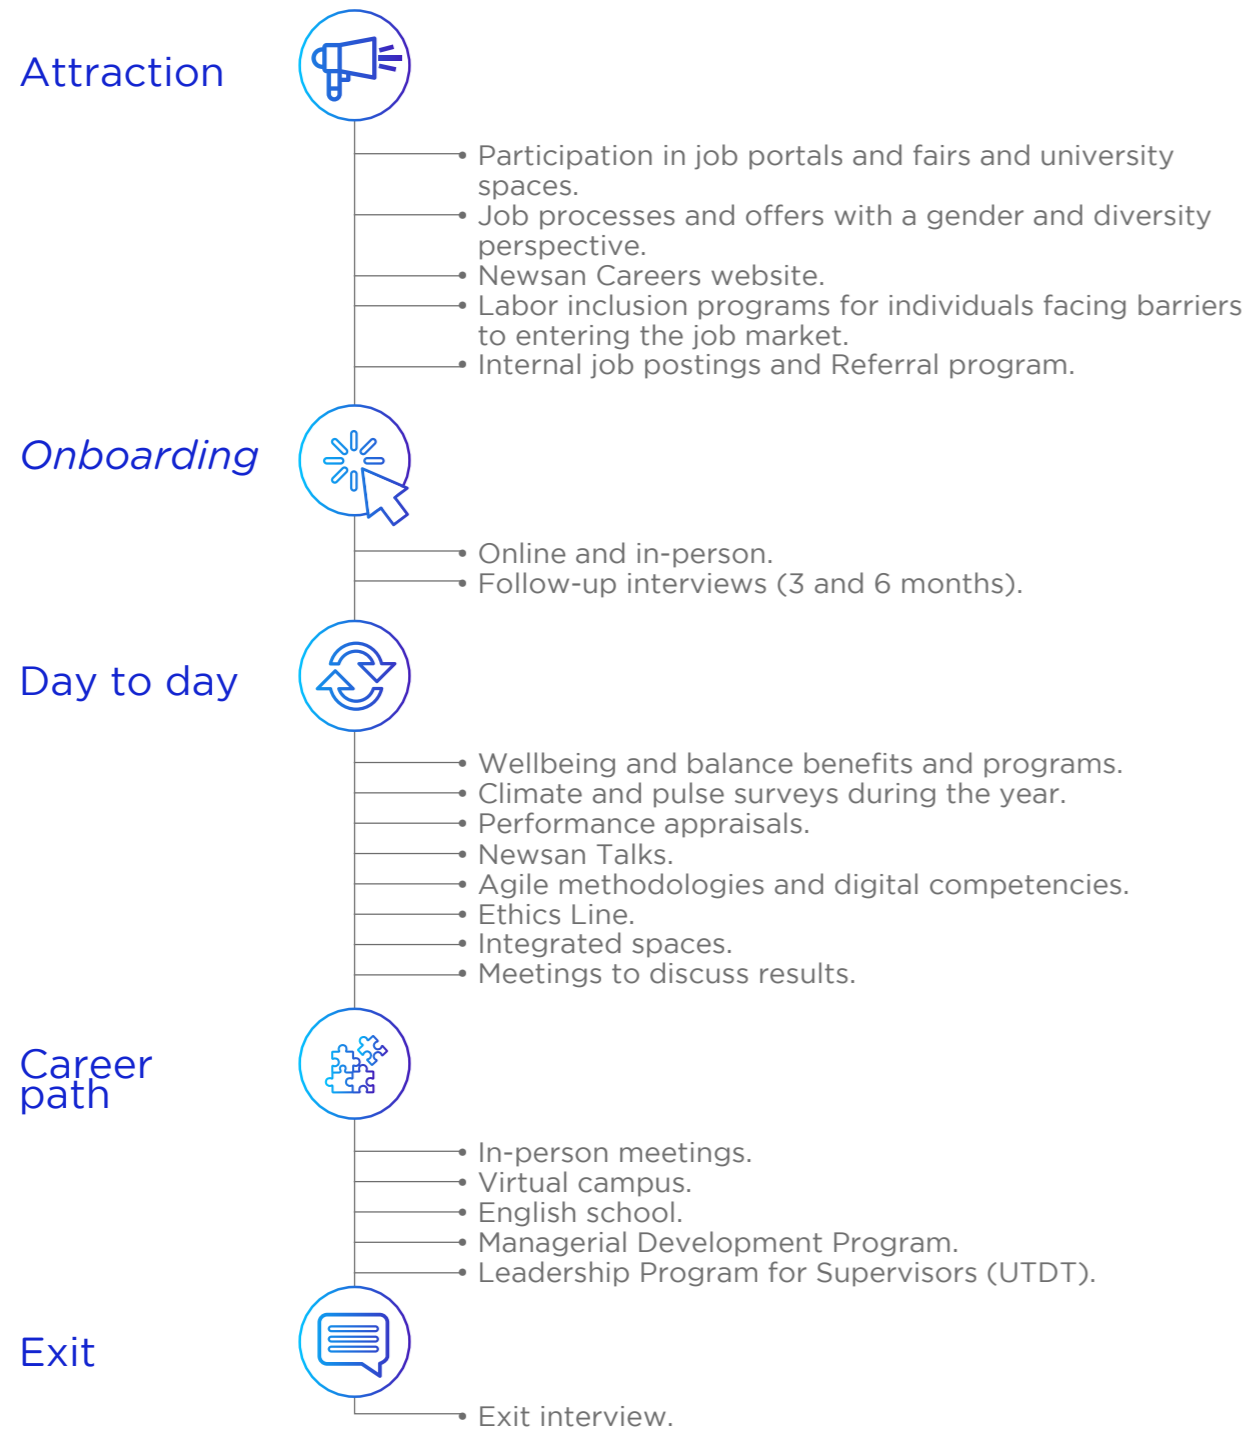 Attraction
• Participation in job portals and fairs and university
spaces.
• Job processes and offers with a gender and diversity
perspective.
• Newsan Careers website.
• Labor inclusion programs for individuals facing barriers
to entering the job market.
• Internal job postings and Referral program.
Onboarding
• Online and in-person.
• Follow-up interviews (3 and 6 months).
Day to day
• Wellbeing and balance benefits and programs.
• Climate and pulse surveys during the year.
• Performance appraisals.
• Newsan Talks.
• Agile methodologies and digital competencies.
• Ethics Line.
• Integrated spaces.
• Meetings to discuss results.
Career
path
• In-person meetings.
• Virtual campus.
• English school.
• Managerial Development Program.
• Leadership Program for Supervisors (UTDT).
Exit
• Exit interview.